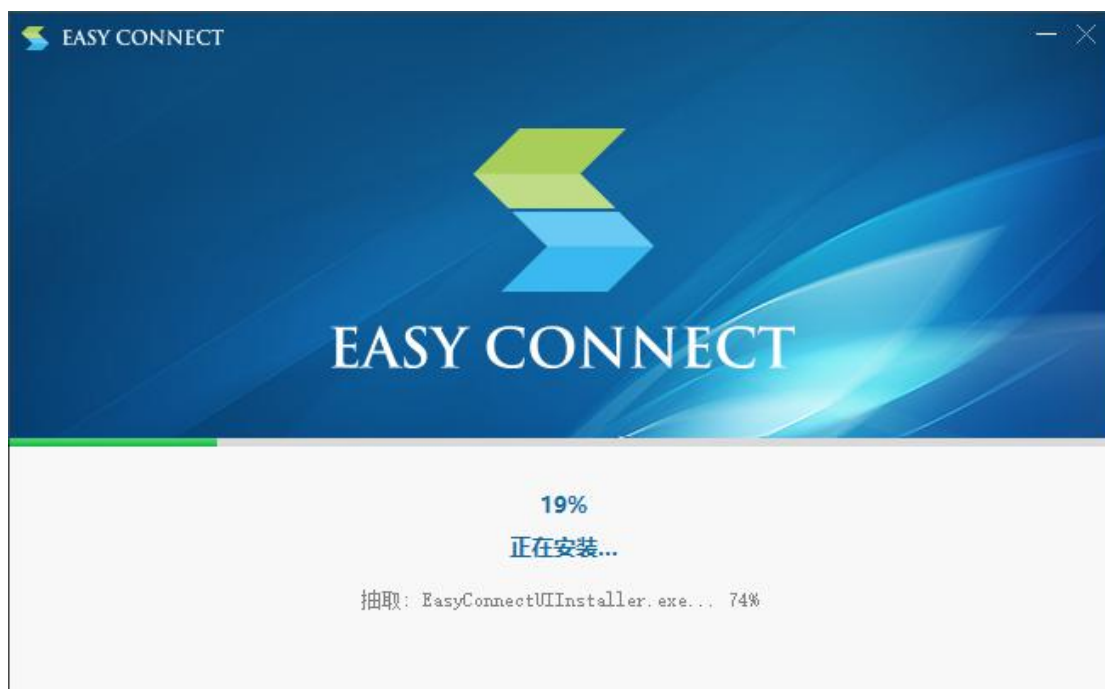 EASY CONNECT
EASY CONNECT
19%
正在安装...
抽取: EasyConnectUIInstaller.exe... 74%